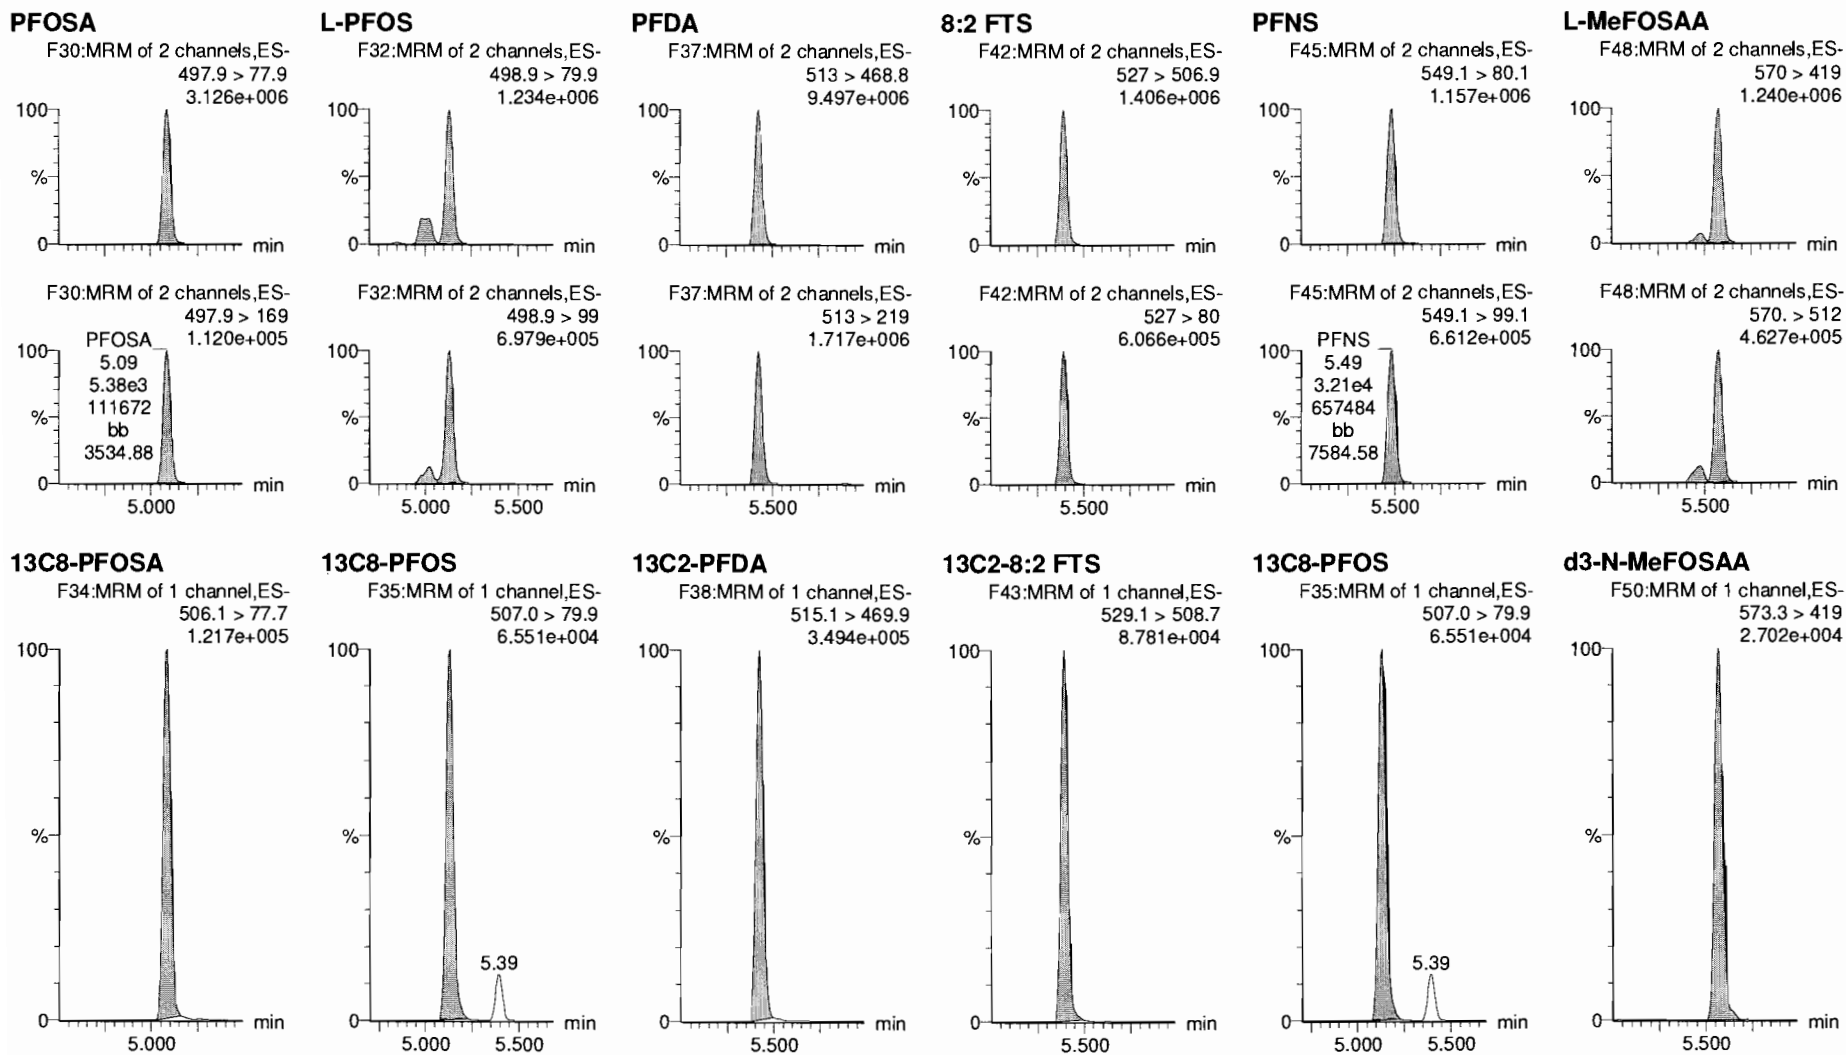 PFOSA
F30:MRM of 2 channels,ES-
497.9 > 77.9
3.126e+006
100
%
0
min
L-PFOS
F32:MRM of 2 channels,ES-
498.9 > 79.9
1.234e+006
100
%
0
min
PFDA
F37:MRM of 2 channels,ES-
513 > 468.8
9.497e+006
100
%
0
min
8:2 FTS
F42:MRM of 2 channels,ES-
527 > 506.9
1.406e+006
100
%
0
min
PFNS
F45:MRM of 2 channels,ES-
549.1 > 80.1
1.157e+006
100
%
0
min
L-MeFOSAA
F48:MRM of 2 channels,ES-
570 > 419
1.240e+006
100
%
0
min
F30:MRM of 2 channels,ES-
497.9 > 169
1.120e+005
PFOSA
5.09
5.38e3
111672
bb
3534.88
100
%
0
min
5.000
F32:MRM of 2 channels,ES-
498.9 > 99
6.979e+005
100
%
0
min
5.000 5.500
F37:MRM of 2 channels,ES-
513 > 219
1.717e+006
100
%
0
min
5.500
F42:MRM of 2 channels,ES-
527 > 80
6.066e+005
100
%
0
min
5.500
F45:MRM of 2 channels,ES-
549.1 > 99.1
6.612e+005
PFNS
5.49
3.21e4
657484
bb
7584.58
100
%
0
min
5.500
F48:MRM of 2 channels,ES-
570. > 512
4.627e+005
100
%
0
min
5.500
13C8-PFOSA
F34:MRM of 1 channel,ES-
506.1 > 77.7
1.217e+005
100
%
0
min
5.000
13C8-PFOS
F35:MRM of 1 channel,ES-
507.0 > 79.9
6.551e+004
100
%
5.39
0
min
5.000 5.500
13C2-PFDA
F38:MRM of 1 channel,ES-
515.1 > 469.9
3.494e+005
100
%
0
min
5.500
13C2-8:2 FTS
F43:MRM of 1 channel,ES-
529.1 > 508.7
8.781e+004
100
%
0
min
5.500
13C8-PFOS
F35:MRM of 1 channel,ES-
507.0 > 79.9
6.551e+004
100
%
5.39
0
min
5.000 5.500
d3-N-MeFOSAA
F50:MRM of 1 channel,ES-
573.3 > 419
2.702e+004
100
%
0
min
5.500